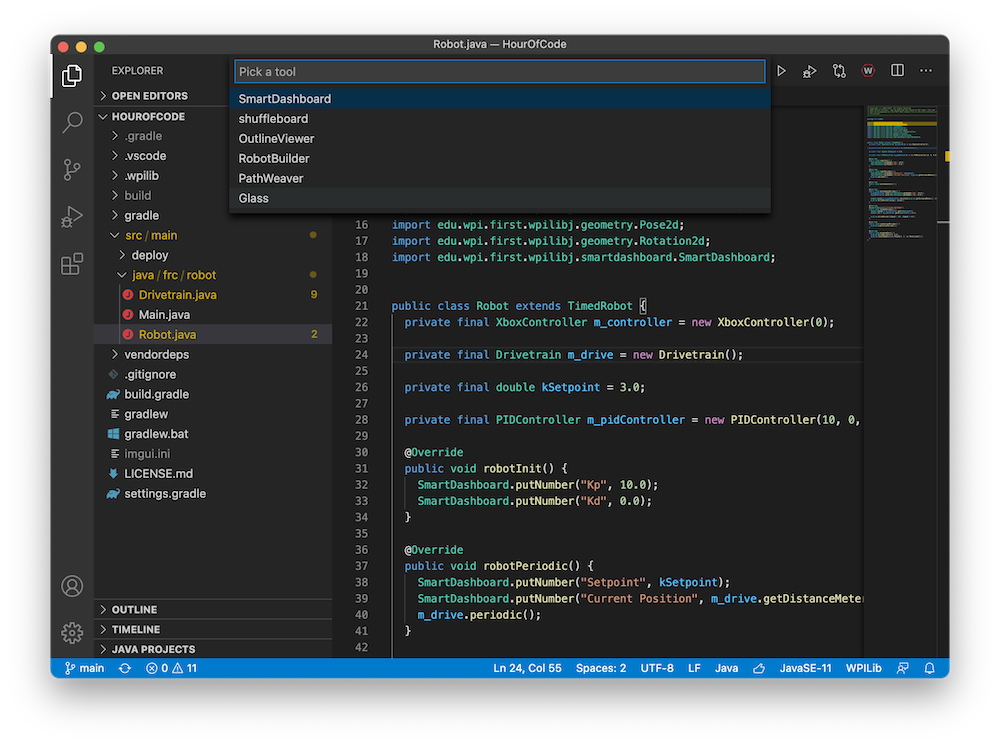 Robot.java — HourOfCode
EXPLORER
Pick a tool
W
OPEN EDITORS
SmartDashboard
shuffleboard
OutlineViewer
RobotBuilder
PathWeaver
Glass
HOUROFCODE
.gradle
.vscode
.wpilib
build
gradle
src / main
deploy
java / frc / robot
Drivetrain.java 9
Main.java
Robot.java 2
vendordeps
.gitignore
build.gradle
gradlew
gradlew.bat
imgui.ini
LICENSE.md
settings.gradle
OUTLINE
TIMELINE
JAVA PROJECTS
16 import edu.wpi.first.wpilibj.geometry.Pose2d;
17 import edu.wpi.first.wpilibj.geometry.Rotation2d;
18 import edu.wpi.first.wpilibj.smartdashboard.SmartDashboard;
19
20
21 public class Robot extends TimedRobot {
22 private final XboxController m_controller = new XboxController(0);
23
24 private final Drivetrain m_drive = new Drivetrain();
25
26 private final double kSetpoint = 3.0;
27
28 private final PIDController m_pidController = new PIDController(10, 0,
29
30 @Override
31 public void robotInit() {
32 SmartDashboard.putNumber("Kp", 10.0);
33 SmartDashboard.putNumber("Kd", 0.0);
34 }
35
36 @Override
37 public void robotPeriodic() {
38 SmartDashboard.putNumber("Setpoint", kSetpoint);
39 SmartDashboard.putNumber("Current Position", m_drive.getDistanceMeter
40 m_drive.periodic();
41 }
42
main 0 11 Ln 24, Col 55 Spaces: 2 UTF-8 LF Java JavaSE-11 WPILib